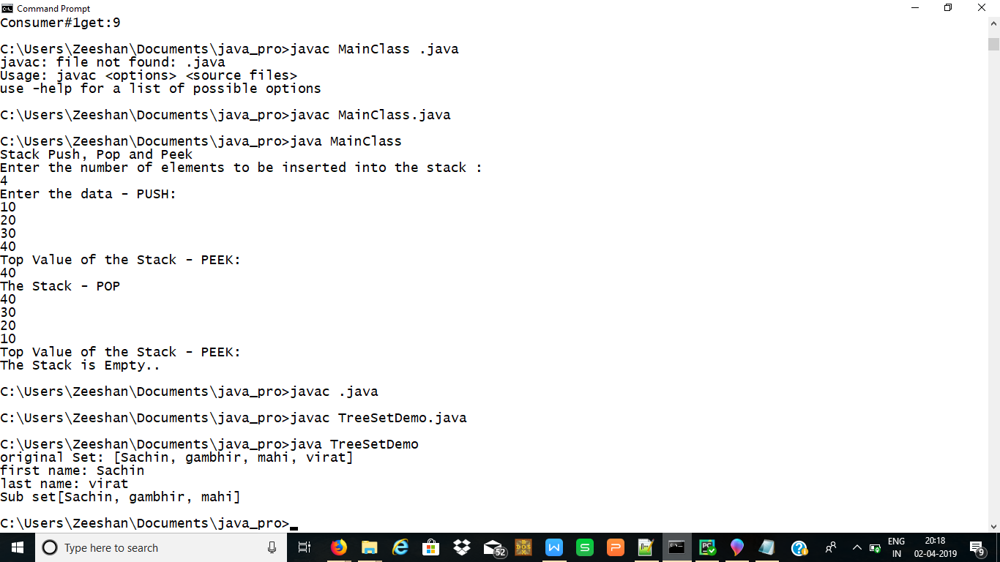 Command Prompt
Consumer#1get:9
C:\Users\Zeeshan\Documents\java_pro>javac MainClass .java
javac: file not found: .java
Usage: javac <options> <source files>
use -help for a list of possible options
C:\Users\Zeeshan\Documents\java_pro>javac MainClass.java
C:\Users\Zeeshan\Documents\java_pro>java MainClass
Stack Push, Pop and Peek
Enter the number of elements to be inserted into the stack :
4
Enter the data - PUSH:
10
20
30
40
Top Value of the Stack - PEEK:
40
The Stack - POP
40
30
20
10
Top Value of the Stack - PEEK:
The Stack is Empty..
C:\Users\Zeeshan\Documents\java_pro>javac .java
C:\Users\Zeeshan\Documents\java_pro>javac TreeSetDemo.java
C:\Users\Zeeshan\Documents\java_pro>java TreeSetDemo
original Set: [Sachin, gambhir, mahi, virat]
first name: Sachin
last name: virat
Sub set[Sachin, gambhir, mahi]
C:\Users\Zeeshan\Documents\java_pro>
Type here to search
52
DOS
W
S
P
PC
ENG
IN
20:18
02-04-2019
9